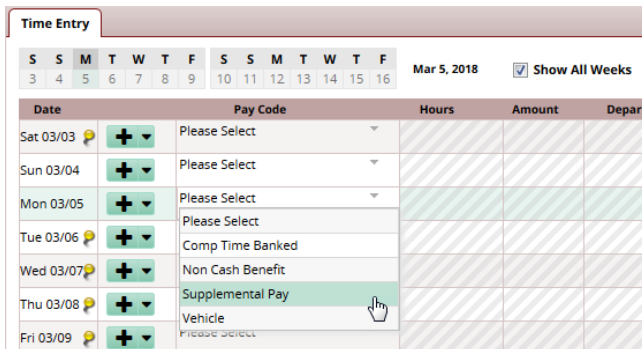 Time Entry
S S M T W T F S S M T W T F
3 4 5 6 7 8 9 10 11 12 13 14 15 16
Mar 5, 2018
Show All Weeks
Date Pay Code Hours Amount Depar
Sat 03/03 Please Select
Sun 03/04 Please Select
Mon 03/05 Please Select
Please Select
Tue 03/06
Comp Time Banked
Wed 03/07
Non Cash Benefit
Supplemental Pay
Thu 03/08
Vehicle
Fri 03/09 Please Select